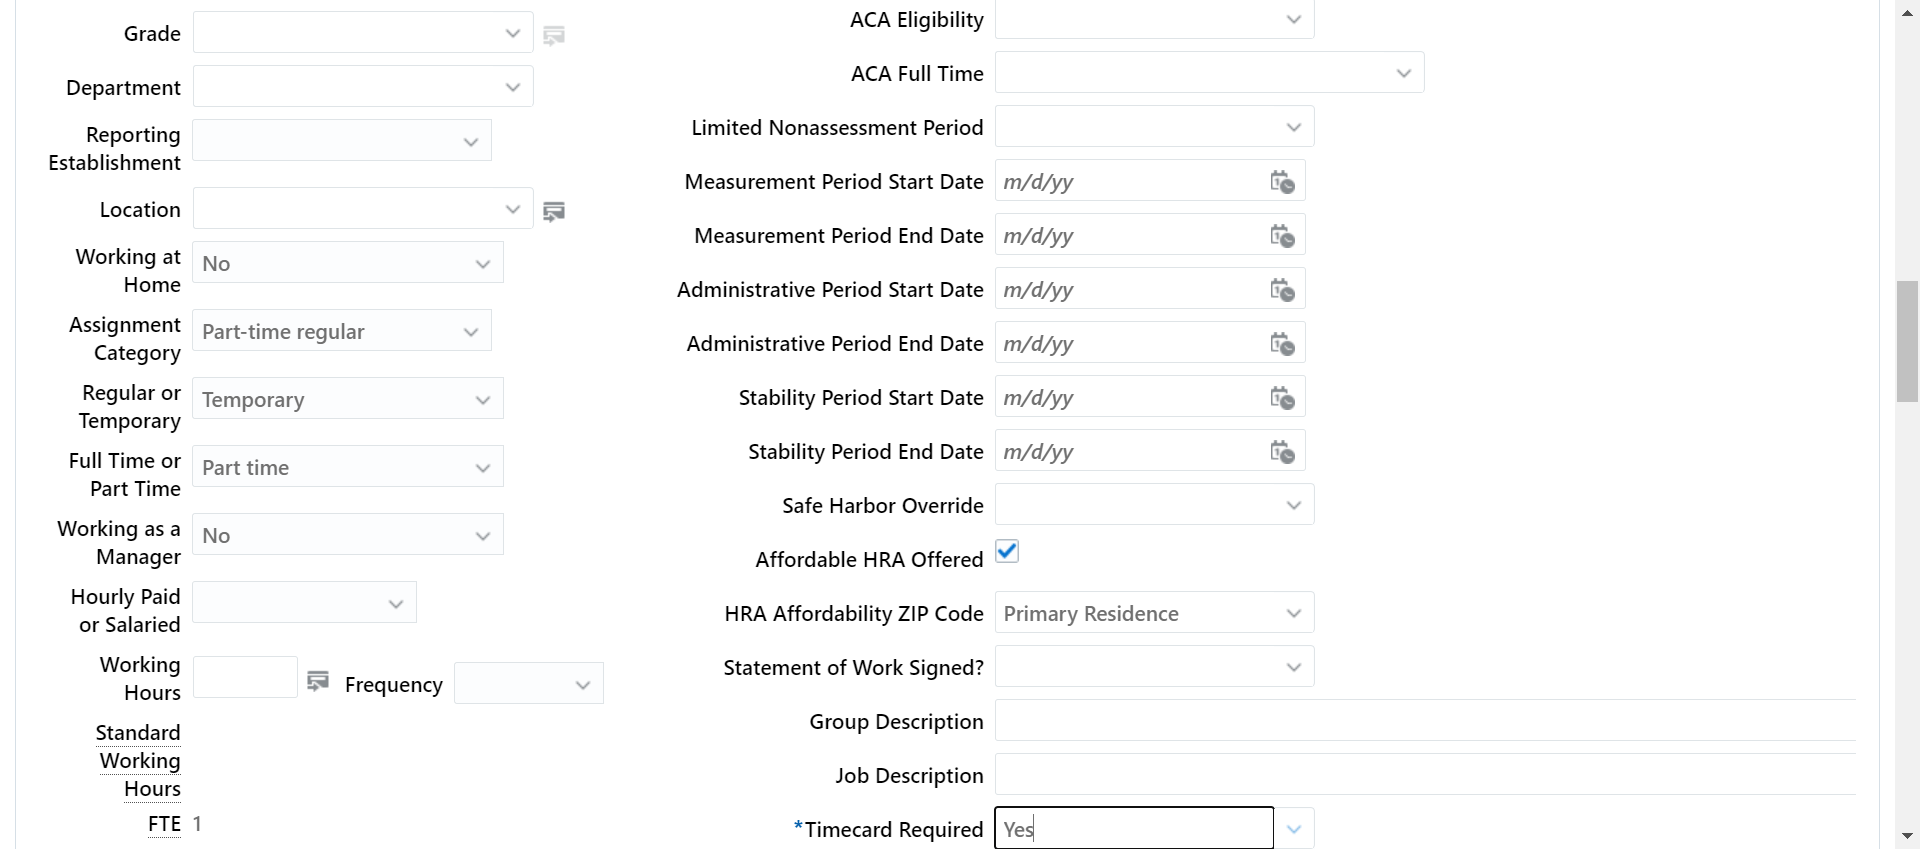 Grade
Department
Reporting
Establishment
Location
Working at
Home
No
Assignment
Category
Part-time regular
Regular or
Temporary
Temporary
Full Time or
Part Time
Part time
Working as a
Manager
No
Hourly Paid
or Salaried
Working
Hours
Frequency
Standard
Working
Hours
FTE 1
ACA Eligibility
ACA Full Time
Limited Nonassessment Period
Measurement Period Start Date m/d/yy
Measurement Period End Date m/d/yy
Administrative Period Start Date m/d/yy
Administrative Period End Date m/d/yy
Stability Period Start Date m/d/yy
Stability Period End Date m/d/yy
Safe Harbor Override
Affordable HRA Offered
HRA Affordability ZIP Code Primary Residence
Statement of Work Signed?
Group Description
Job Description
*Timecard Required Yes